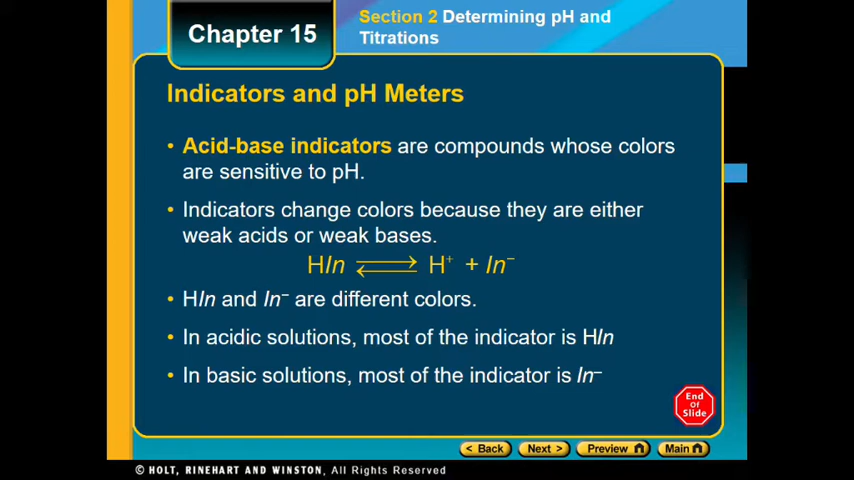 Chapter 15
Section 2 Determining pH and
Titrations
Indicators and pH Meters
• Acid-base indicators are compounds whose colors
are sensitive to pH.
• Indicators change colors because they are either
weak acids or weak bases.
HIn ⇌ H⁺ + In⁻
• HIn and In⁻ are different colors.
• In acidic solutions, most of the indicator is HIn
• In basic solutions, most of the indicator is In⁻
End
Of
Slide
< Back
Next >
Preview
Main
© HOLT, RINEHART AND WINSTON, All Rights Reserved